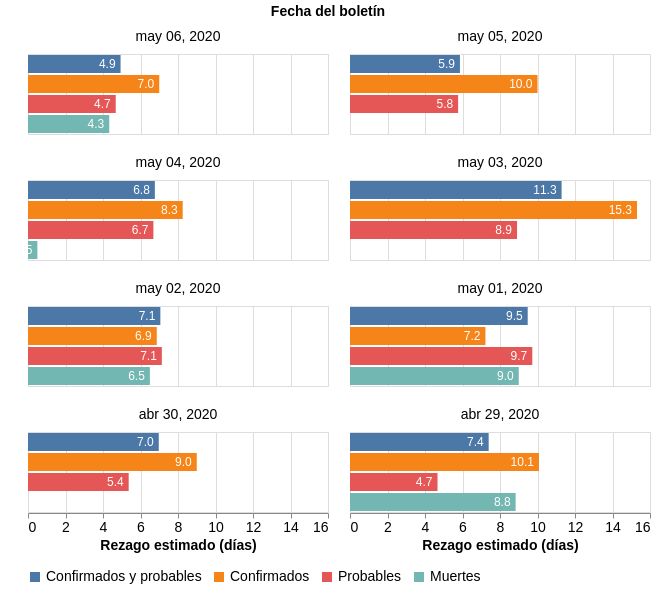 Fecha del boletín
may 06, 2020
4.9
7.0
4.7
4.3
may 05, 2020
5.9
10.0
5.8
may 04, 2020
6.8
8.3
6.7
may 03, 2020
11.3
15.3
8.9
may 02, 2020
7.1
6.9
7.1
6.5
may 01, 2020
9.5
7.2
9.7
9.0
abr 30, 2020
7.0
9.0
5.4
abr 29, 2020
7.4
10.1
4.7
8.8
0 2 4 6 8 10 12 14 16
Rezago estimado (días)
0 2 4 6 8 10 12 14 16
Rezago estimado (días)
Confirmados y probables Confirmados Probables Muertes